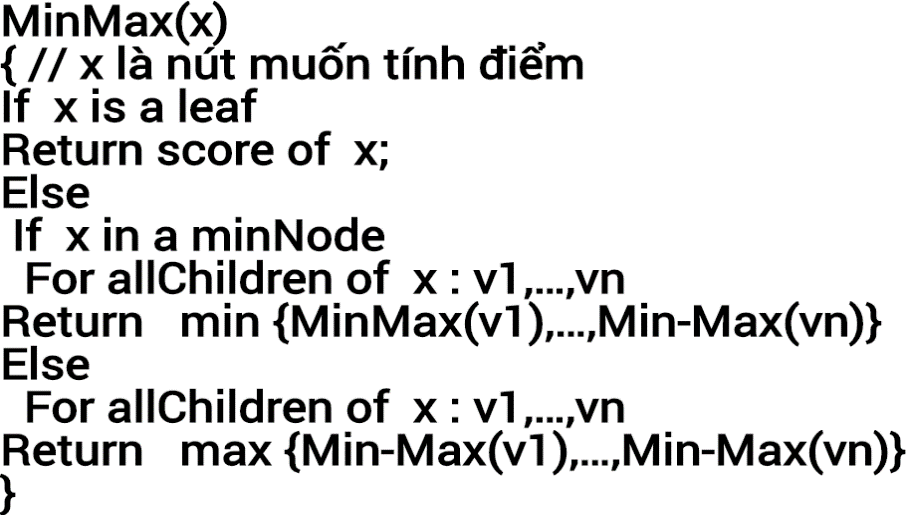 MinMax(x)
{ // x là nút muốn tính điểm
If x is a leaf
Return score of x;
Else
If x in a minNode
For allChildren of x : v1,...,vn
Return min {MinMax(v1),...,Min-Max(vn)}
Else
For allChildren of x : v1,...,vn
Return max {Min-Max(v1),...,Min-Max(vn)}
}